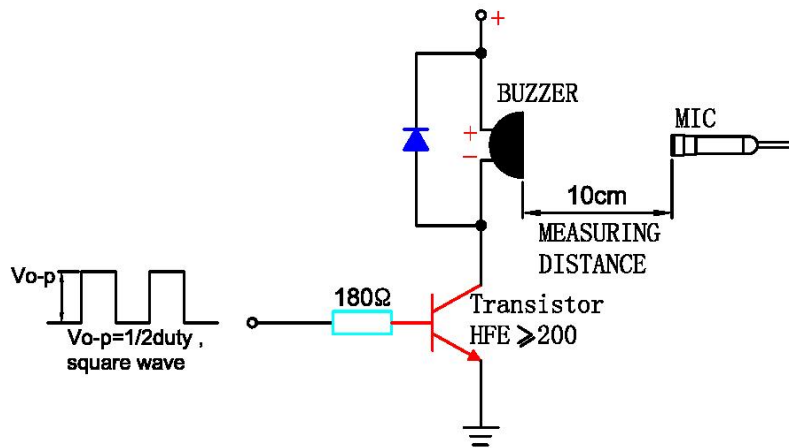 +
BUZZER
+
−
MIC
10cm
MEASURING
DISTANCE
Vo-p
180Ω
Transistor
HFE ≥200
Vo-p=1/2duty ,
square wave